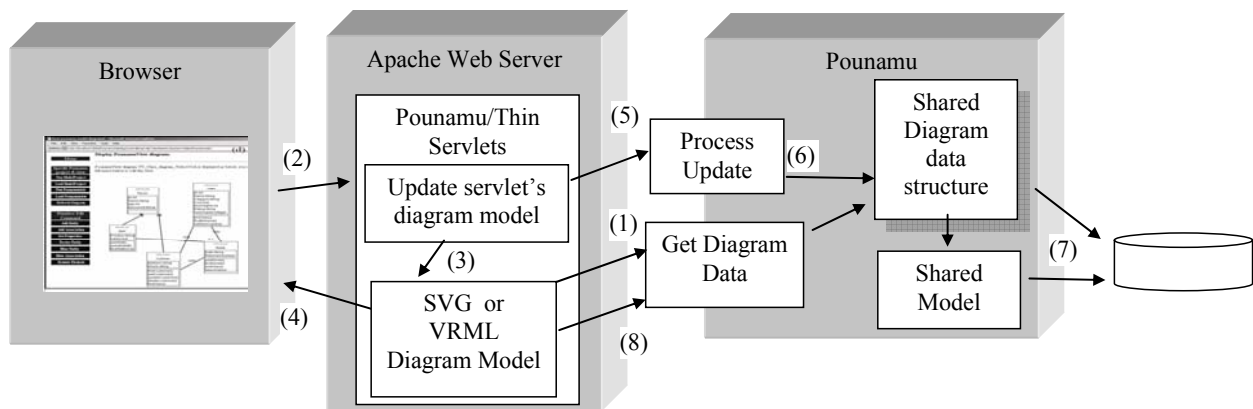 Browser
(2)
(4)
Apache Web Server
Pounamu/Thin
Servlets
Update servlet's
diagram model
(3)
SVG or
VRML
Diagram Model
(5)
(1)
(8)
Pounamu
Process
Update
(6)
Get Diagram
Data
Shared
Diagram
data
structure
Shared
Model
(7)